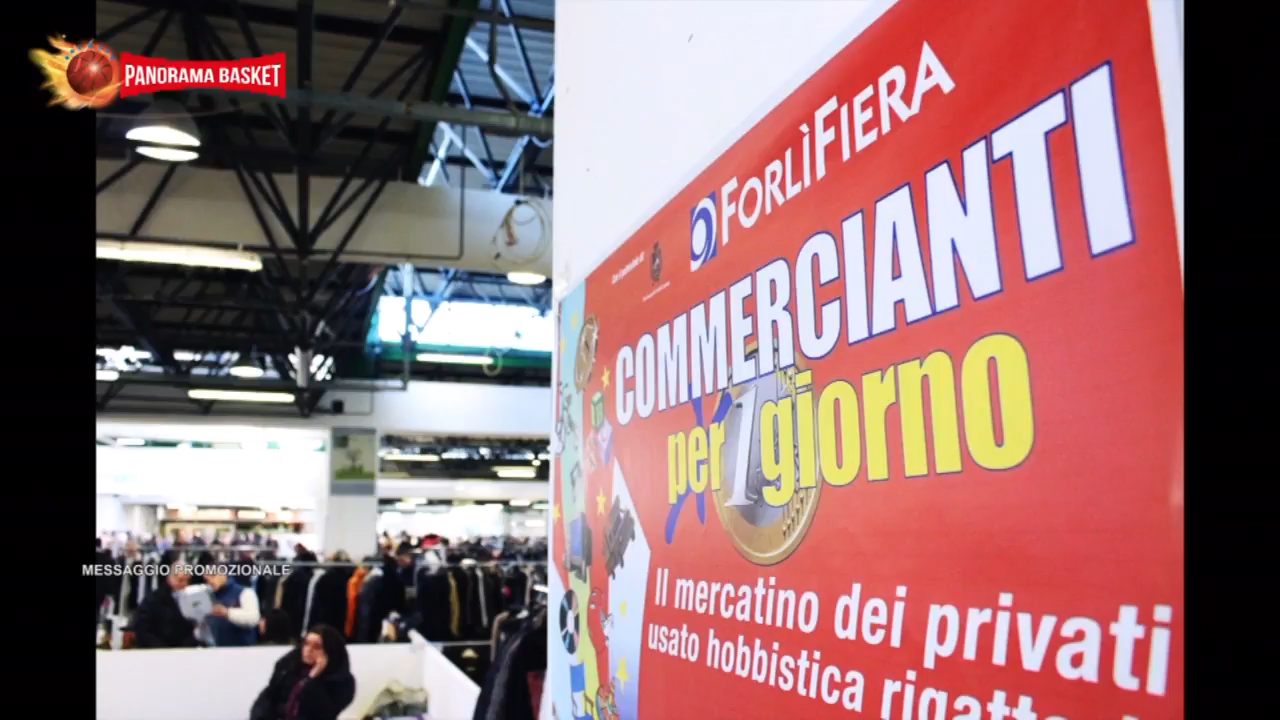 PANORAMA BASKET
FORLÌFIERA
COMMERCIANTI
per 1 giorno
Il mercatino dei privati
usato hobbistica
MESSAGGIO PROMOZIONALE